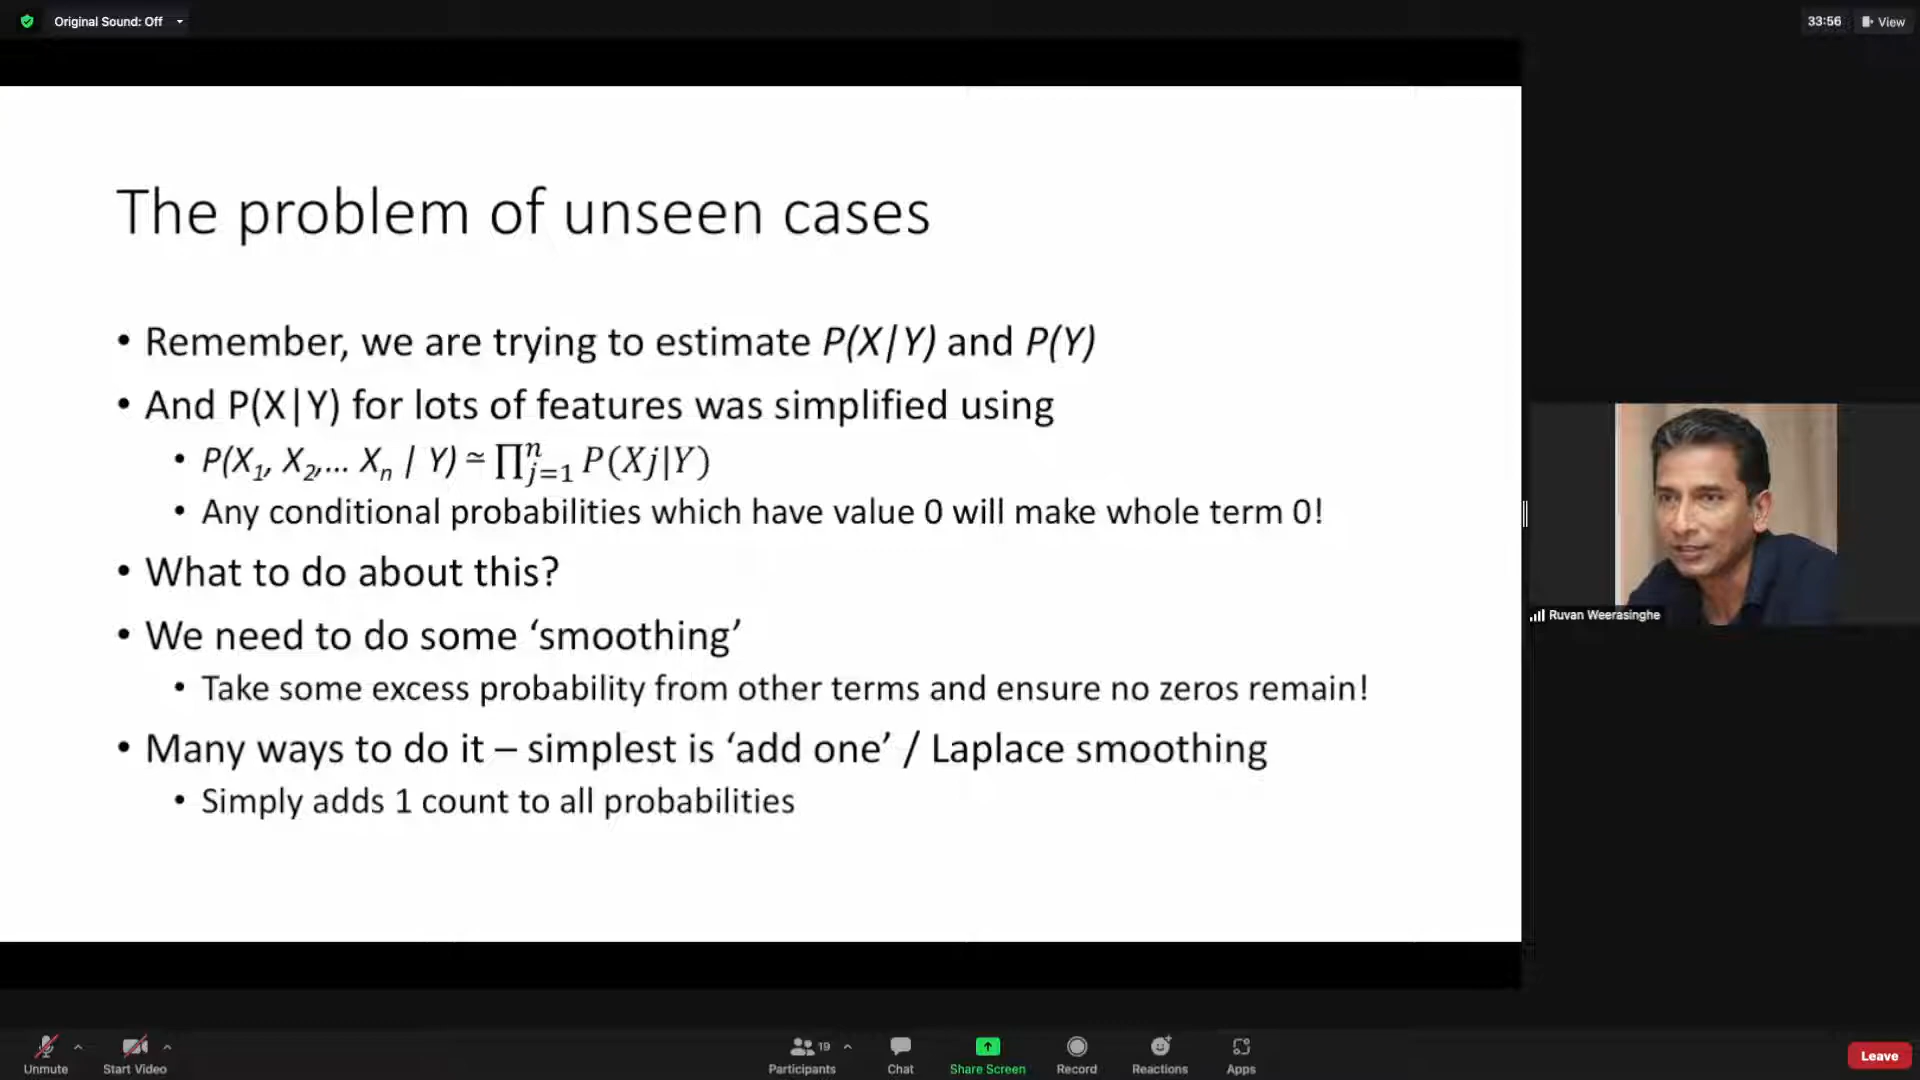 Original Sound: Off
33:56
View
The problem of unseen cases
• Remember, we are trying to estimate P(X|Y) and P(Y)
• And P(X|Y) for lots of features was simplified using
• P(X₁, X₂,... Xₙ | Y) ≃ ∏ⁿⱼ₌₁ P(Xj|Y)
• Any conditional probabilities which have value 0 will make whole term 0!
• What to do about this?
• We need to do some ‘smoothing’
• Take some excess probability from other terms and ensure no zeros remain!
• Many ways to do it – simplest is ‘add one’ / Laplace smoothing
• Simply adds 1 count to all probabilities
Ruvan Weerasinghe
Unmute
Start Video
19
Participants
Chat
Share Screen
Record
Reactions
Apps
Leave